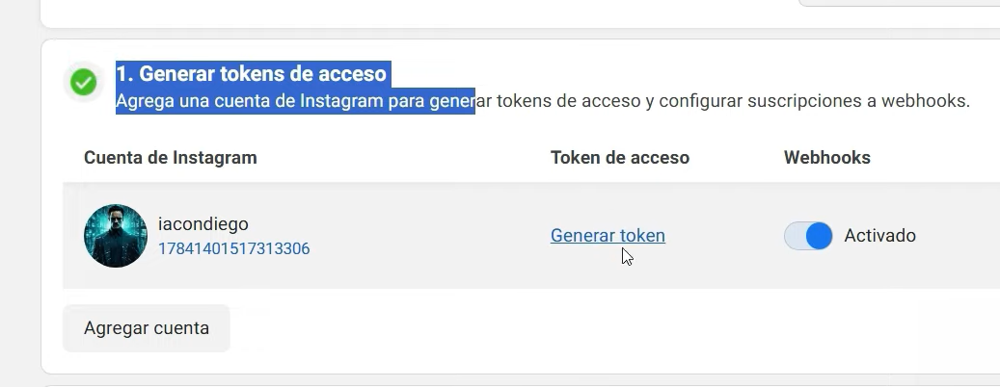 1. Generar tokens de acceso
Agrega una cuenta de Instagram para generar tokens de acceso y configurar suscripciones a webhooks.
Cuenta de Instagram Token de acceso Webhooks
iacondiego
17841401517313306
Generar token
Activado
Agregar cuenta